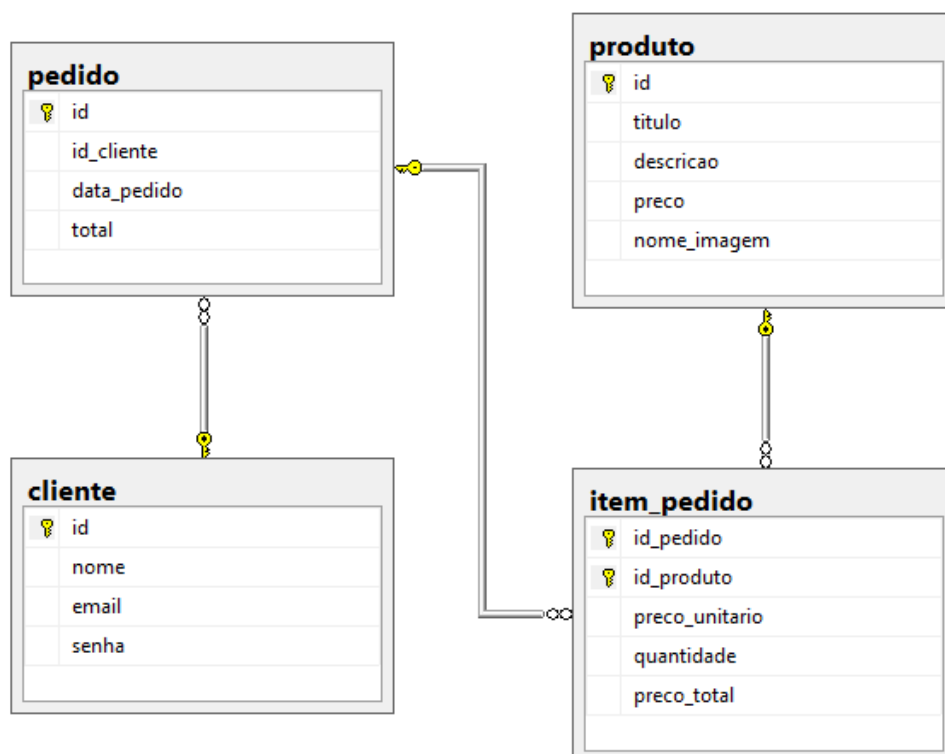 pedido
id
id_cliente
data_pedido
total
produto
id
titulo
descricao
preco
nome_imagem
cliente
id
nome
email
senha
item_pedido
id_pedido
id_produto
preco_unitario
quantidade
preco_total